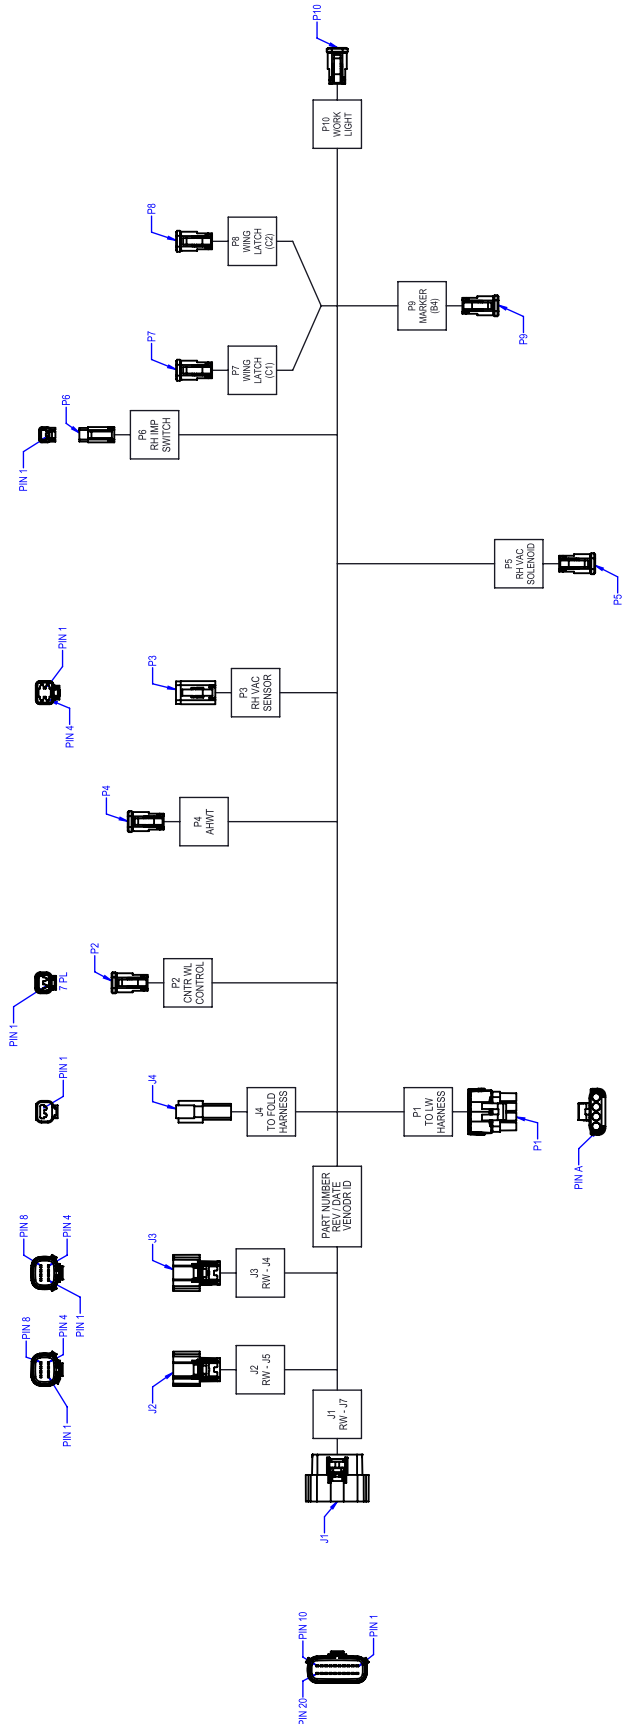 P10
P10
WORK
LIGHT
P8
P8
WING
LATCH
(C2)
P9
MARKER
(B4)
P9
P7
P7
WING
LATCH
(C1)
P6
PIN 1
P6
RH IMP
SWITCH
P5
RH VAC
SOLENOID
P5
PIN 1
PIN 4
P3
P3
RH VAC
SENSOR
P4
P4
AHWT
PIN 1
7 PL
P2
P2
CNTR WL
CONTROL
PIN 1
J4
J4
TO FOLD
HARNESS
P1
TO LW
HARNESS
P1
PIN A
PART NUMBER
REV / DATE
VENODR ID
PIN 8
PIN 4
PIN 1
J3
J3
RW - J4
PIN 8
PIN 4
PIN 1
J2
J2
RW - J5
J1
RW - J7
J1
PIN 10
PIN 1
PIN 20